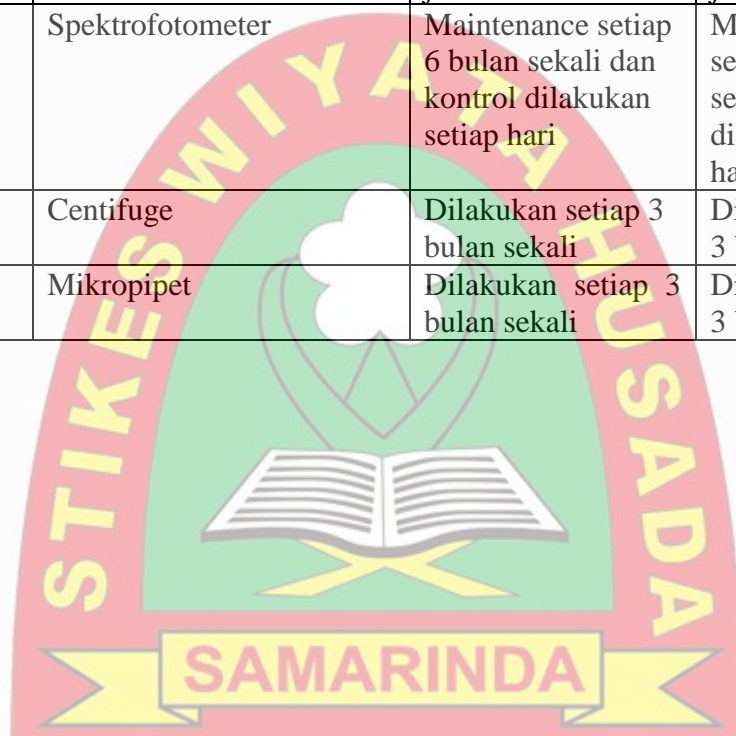 Spektrofotometer
Maintenance setiap
6 bulan sekali dan
kontrol dilakukan
setiap hari
Centifuge
Dilakukan setiap 3
bulan sekali
Mikropipet
Dilakukan setiap 3
bulan sekali
STIKES WIYATA HUSADA
SAMARINDA